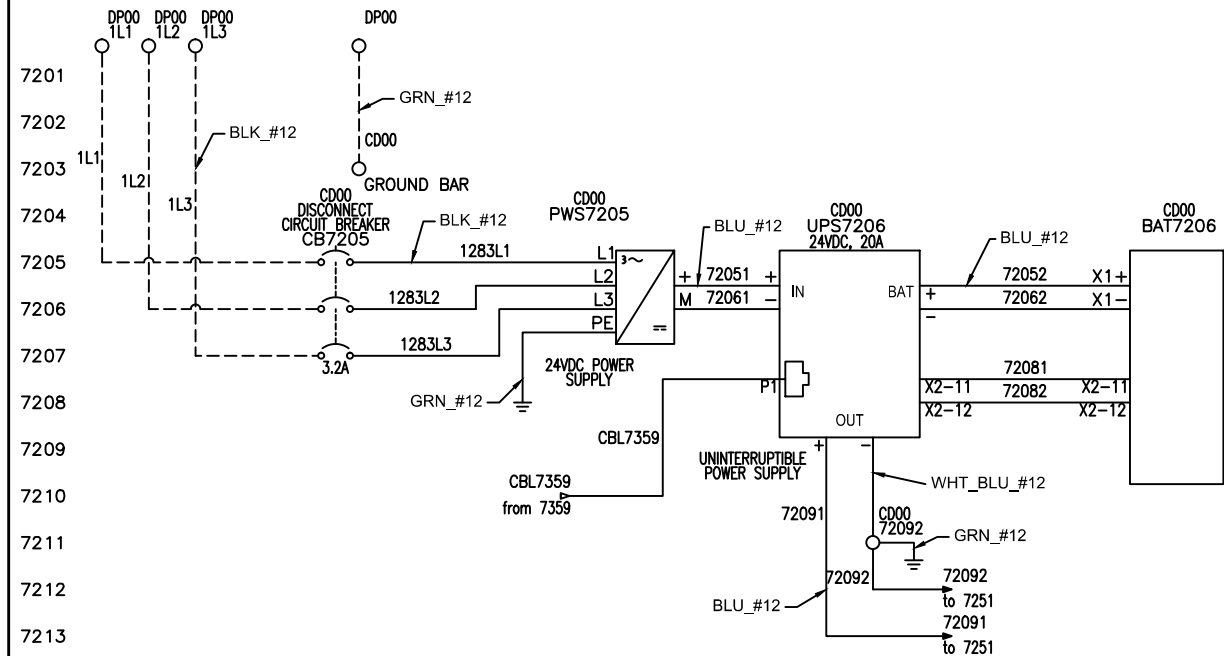 DP00 DP00 DP00 DP00
1L1 1L2 1L3
7201
GRN_#12
7202
BLK_#12
CD00
7203
1L1
1L2
GROUND BAR
1L3
7204
CD00
DISCONNECT
CIRCUIT BREAKER
CB7205
BLK_#12
CD00
PWS7205
BLU_#12
CD00
UPS7206
24VDC, 20A
BLU_#12
CD00
BAT7206
7205
1283L1
L1
3~
L2
+
72051
+
IN
BAT
+
72052
X1+
7206
1283L2
L3
M
72061
−
−
72062
X1−
PE
=
7207
1283L3
3.2A
24VDC POWER
SUPPLY
72081
P1
X2-11
X2-11
7208
GRN_#12
72082
X2-12
X2-12
OUT
CBL7359
+
−
7209
UNINTERRUPTIBLE
POWER SUPPLY
CBL7359
from 7359
7210
WHT_BLU_#12
72091
CD00
72092
7211
GRN_#12
72092
72092
to 7251
7212
BLU_#12
72091
to 7251
7213